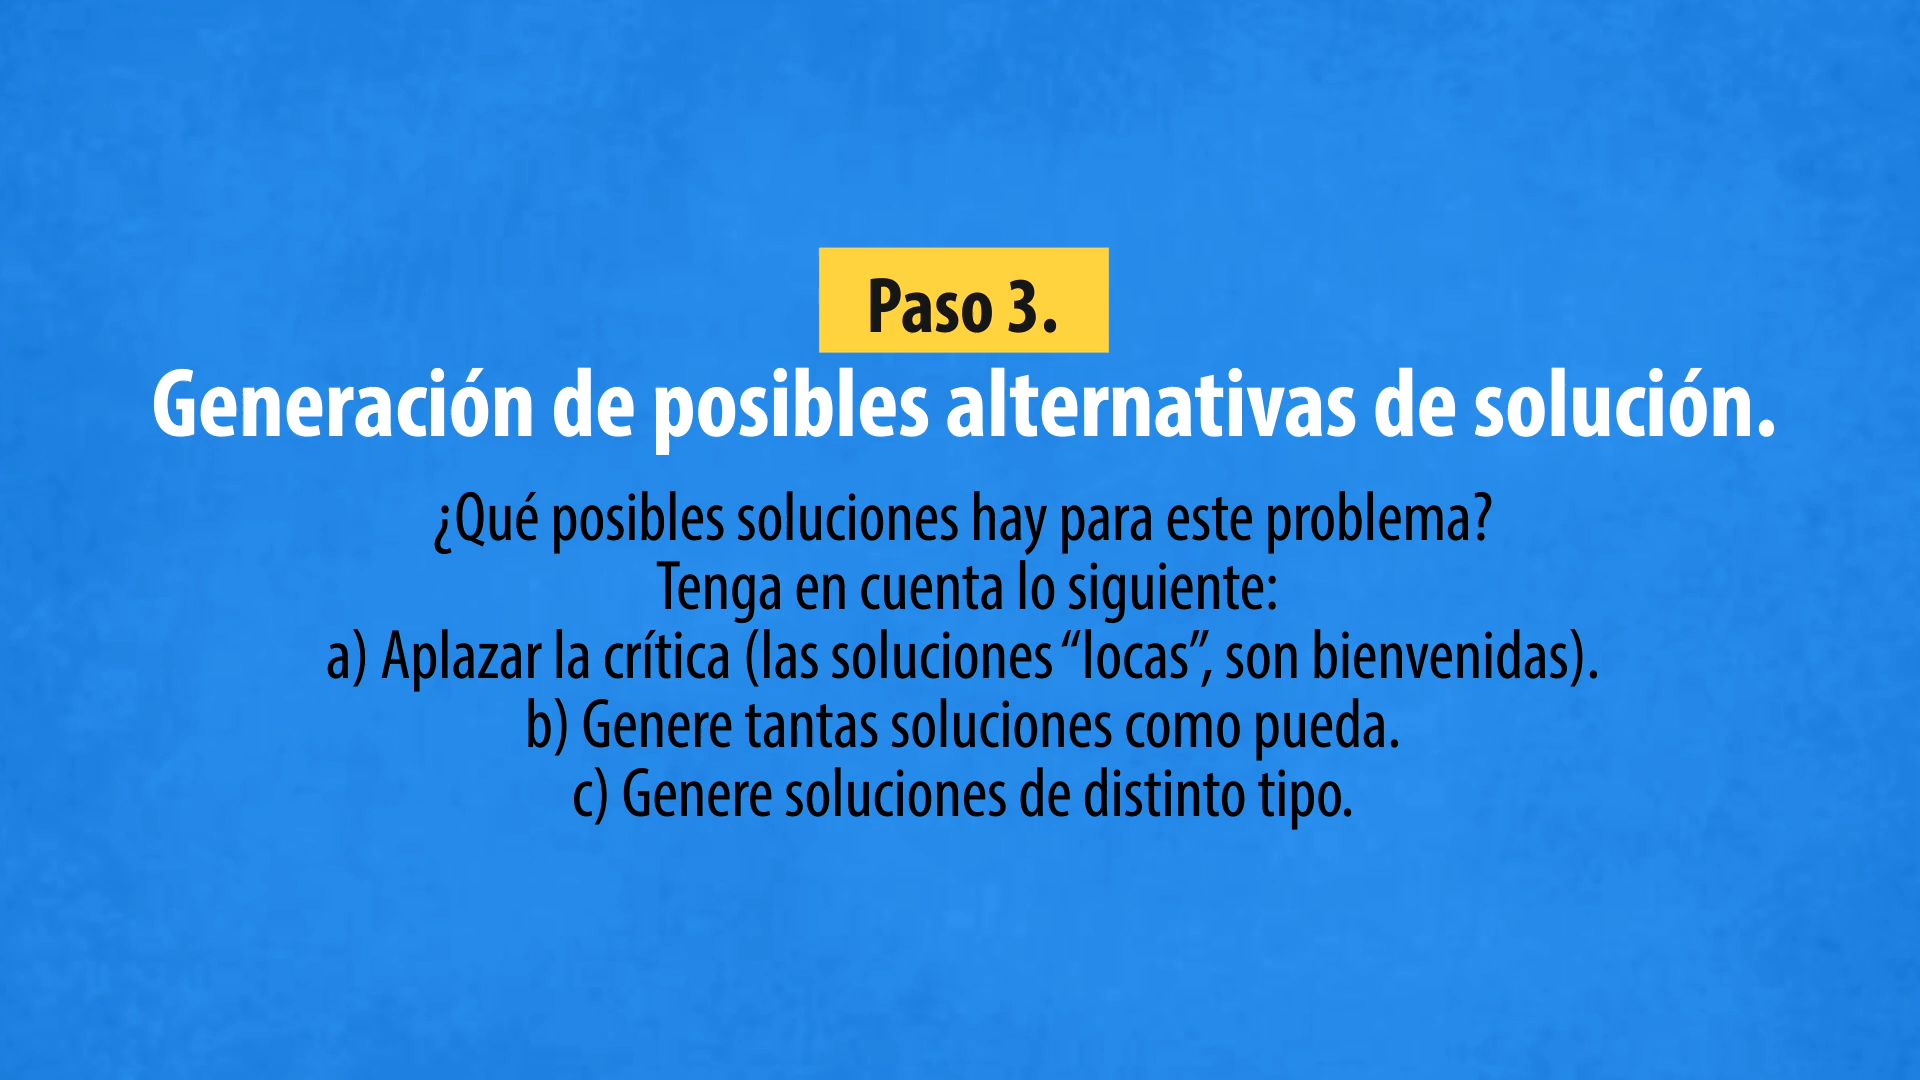 Paso 3.
Generación de posibles alternativas de solución.
¿Qué posibles soluciones hay para este problema?
Tenga en cuenta lo siguiente:
a) Aplazar la crítica (las soluciones “locas”, son bienvenidas).
b) Genere tantas soluciones como pueda.
c) Genere soluciones de distinto tipo.